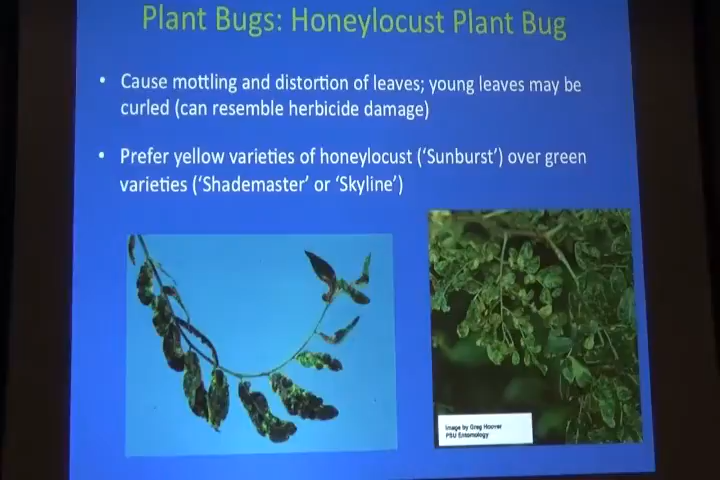 Plant Bugs: Honeylocust Plant Bug
• Cause mottling and distortion of leaves; young leaves may be
curled (can resemble herbicide damage)
• Prefer yellow varieties of honeylocust (‘Sunburst’) over green
varieties (‘Shademaster’ or ‘Skyline’)
Image by Greg Hoover
PSU Entomology